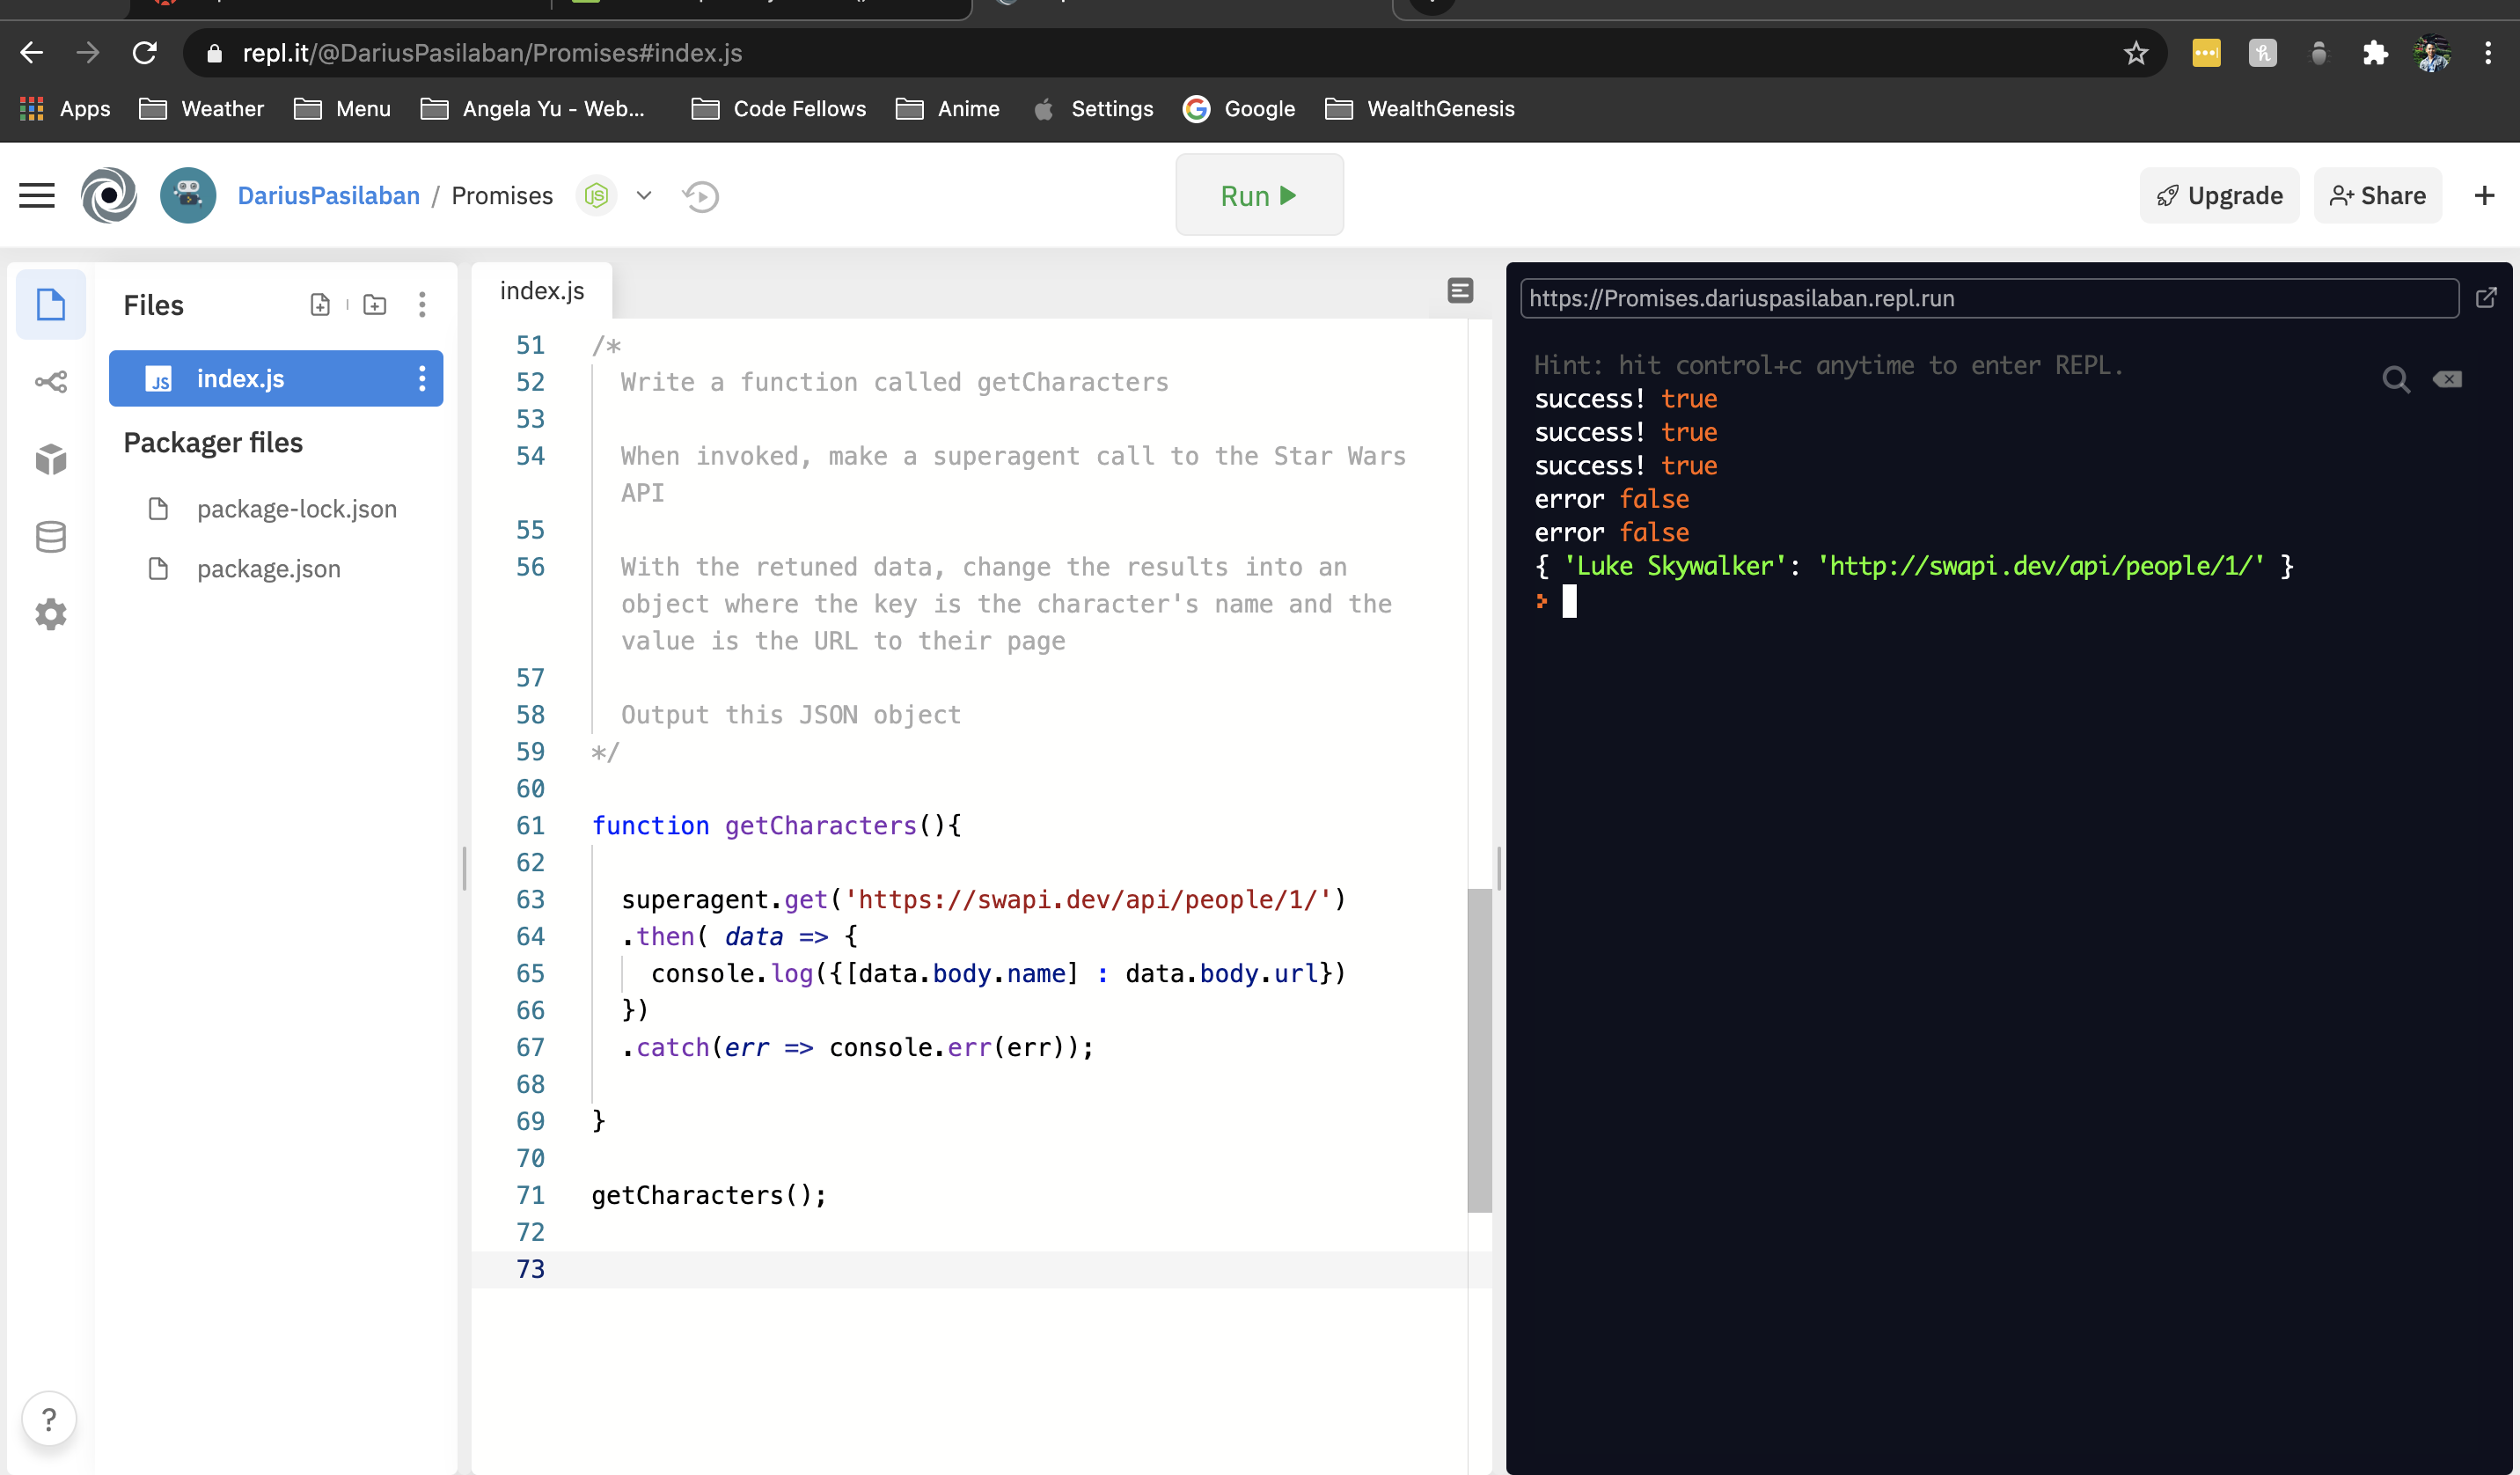 repl.it/@DariusPasilaban/Promises#index.js
Apps Weather Menu Angela Yu - Web... Code Fellows Anime Settings Google WealthGenesis
DariusPasilaban / Promises
Run
Upgrade
Share
Files
index.js
Packager files
package-lock.json
package.json
?
index.js
51 /*
52 Write a function called getCharacters
53
54 When invoked, make a superagent call to the Star Wars
API
55
56 With the retuned data, change the results into an
object where the key is the character's name and the
value is the URL to their page
57
58 Output this JSON object
59 */
60
61 function getCharacters(){
62
63 superagent.get('https://swapi.dev/api/people/1/')
64 .then( data => {
65 console.log({[data.body.name] : data.body.url})
66 })
67 .catch(err => console.err(err));
68
69 }
70
71 getCharacters();
72
73
https://Promises.dariuspasilaban.repl.run
Hint: hit control+c anytime to enter REPL.
success! true
success! true
success! true
error false
error false
{ 'Luke Skywalker': 'http://swapi.dev/api/people/1/' }